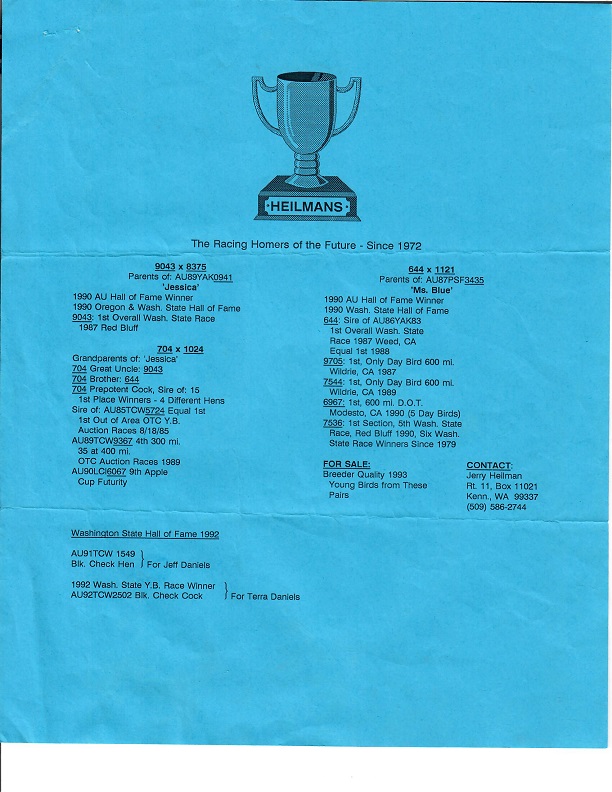 HEILMANS
The Racing Homers of the Future - Since 1972
9043 x 8375
Parents of: AU89YAK0941
'Jessica'
1990 AU Hall of Fame Winner
1990 Oregon & Wash. State Hall of Fame
9043: 1st Overall Wash. State Race
1987 Red Bluff
704 x 1024
Grandparents of: 'Jessica'
704 Great Uncle: 9043
704 Brother: 644
704 Prepotent Cock, Sire of: 15
1st Place Winners - 4 Different Hens
Sire of: AU85TCW5724 Equal 1st
1st Out of Area OTC Y.B.
Auction Races 8/18/85
AU89TCW9367 4th 300 mi.
35 at 400 mi.
OTC Auction Races 1989
AU90LCI6067 9th Apple
Cup Futurity
644 x 1121
Parents of: AU87PSF3435
'Ms. Blue'
1990 AU Hall of Fame Winner
1990 Wash. State Hall of Fame
644: Sire of AU86YAK83
1st Overall Wash. State
Race 1987 Weed, CA
Equal 1st 1988
9705: 1st, Only Day Bird 600 mi.
Wildrie, CA 1987
7544: 1st, Only Day Bird 600 mi.
Wildrie, CA 1989
6967: 1st, 600 mi. D.O.T.
Modesto, CA 1990 (5 Day Birds)
7536: 1st Section, 5th Wash. State
Race, Red Bluff 1990, Six Wash.
State Race Winners Since 1979
FOR SALE:
Breeder Quality 1993
Young Birds from These
Pairs
CONTACT:
Jerry Heilman
Rt. 11, Box 11021
Kenn., WA 99337
(509) 586-2744
Washington State Hall of Fame 1992
AU91TCW 1549
Blk. Check Hen } For Jeff Daniels
1992 Wash. State Y.B. Race Winner
AU92TCW2502 Blk. Check Cock } For Terra Daniels